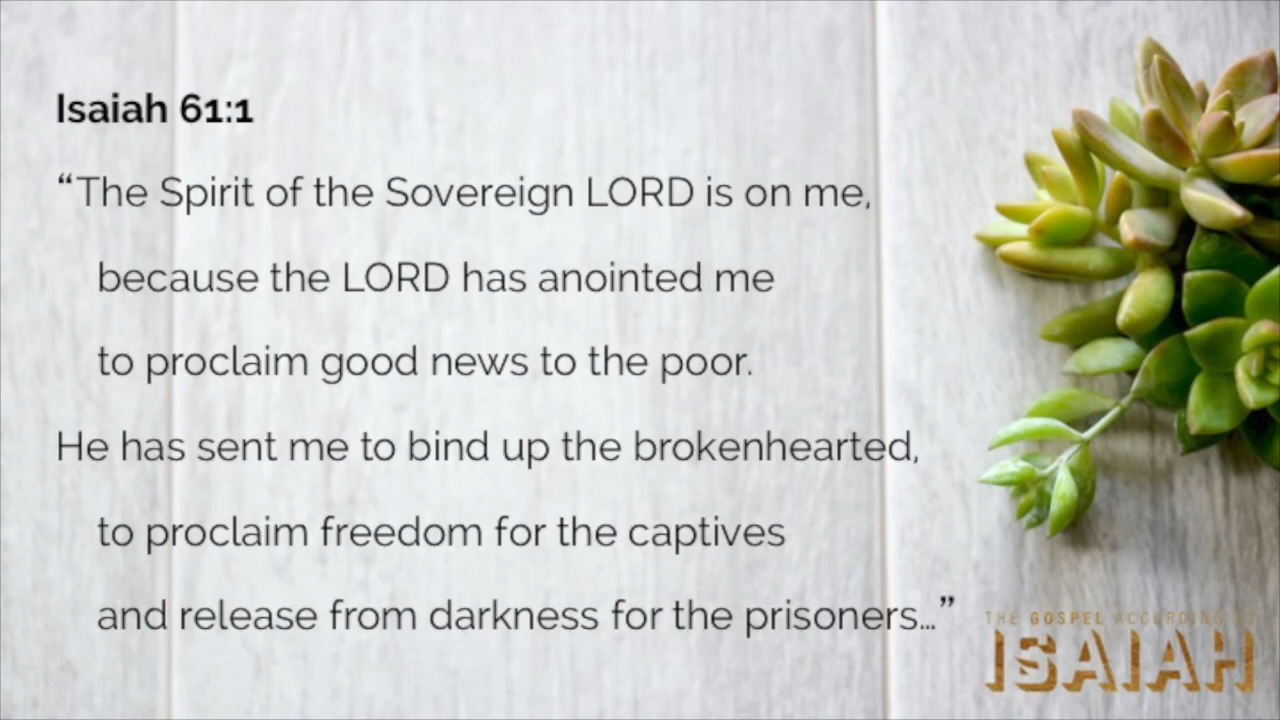 Isaiah 61:1
“The Spirit of the Sovereign LORD is on me,
because the LORD has anointed me
to proclaim good news to the poor.
He has sent me to bind up the brokenhearted,
to proclaim freedom for the captives
and release from darkness for the prisoners…”
THE GOSPEL ACCORDING TO
ISAIAH